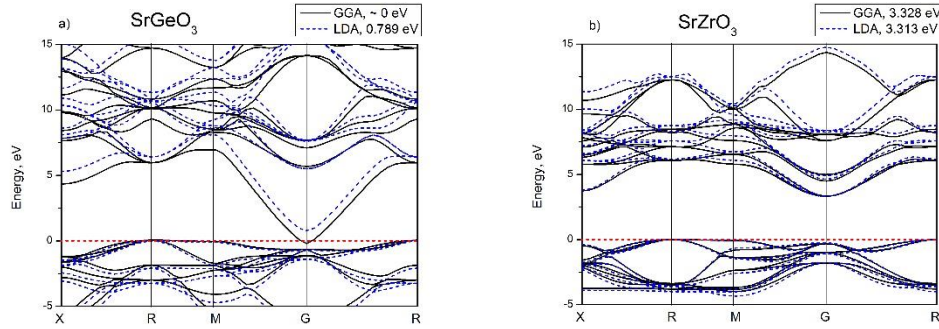 a)
SrGeO₃
GGA, ~ 0 eV
LDA, 0.789 eV
15
10
5
0
-5
Energy, eV
X R M G R
b)
SrZrO₃
GGA, 3.328 eV
LDA, 3.313 eV
15
10
5
0
-5
Energy, eV
X R M G R